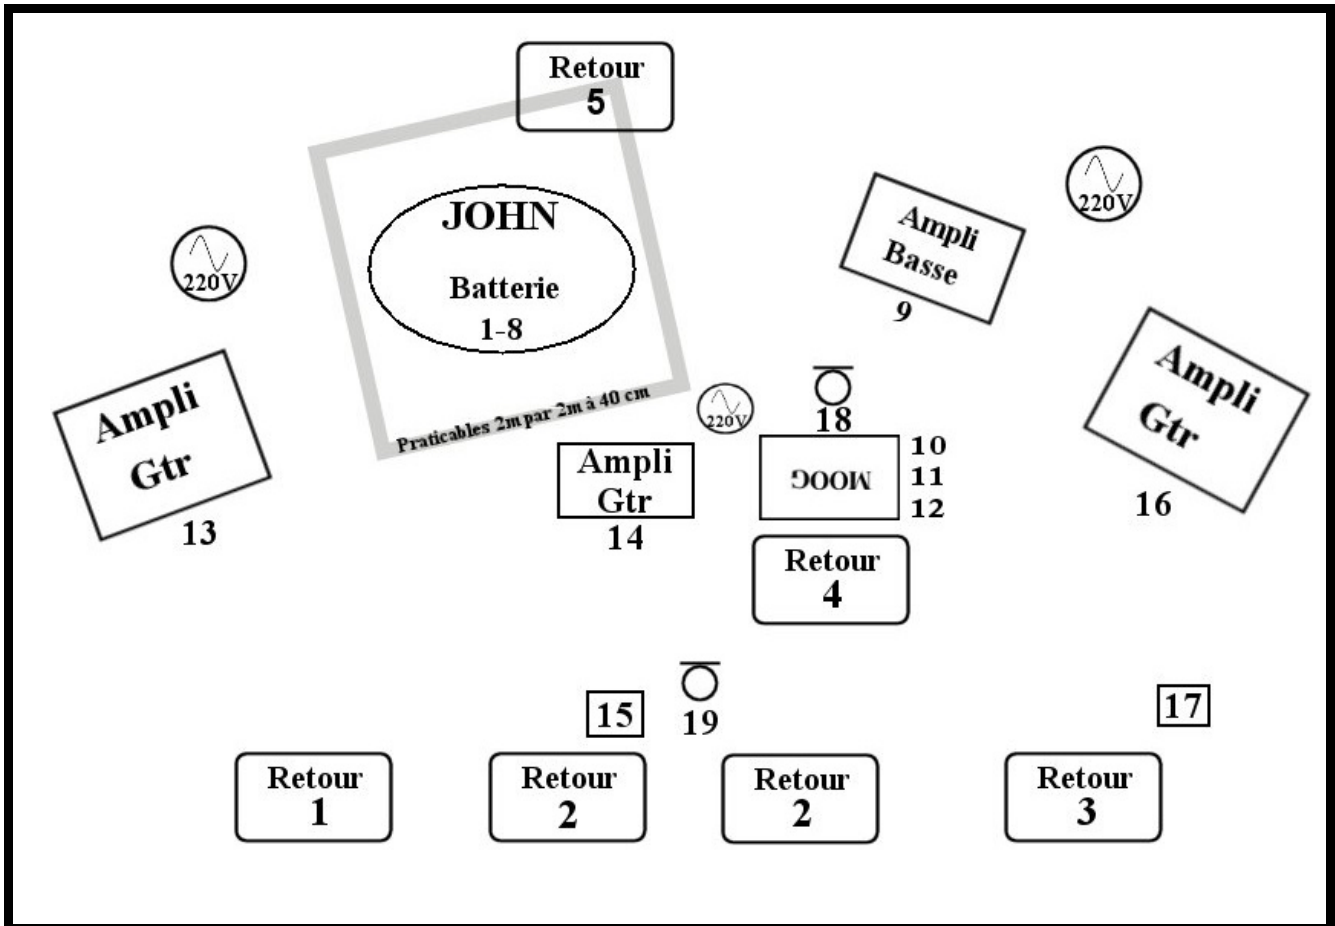 Retour
5
JOHN
Batterie
1-8
Praticables 2m par 2m à 40 cm
220V
220V
Ampli
Basse
9
Ampli
Gtr
13
220V
18
Ampli
Gtr
14
MOOG
10
11
12
Ampli
Gtr
16
Retour
4
15
19
17
Retour
1
Retour
2
Retour
2
Retour
3